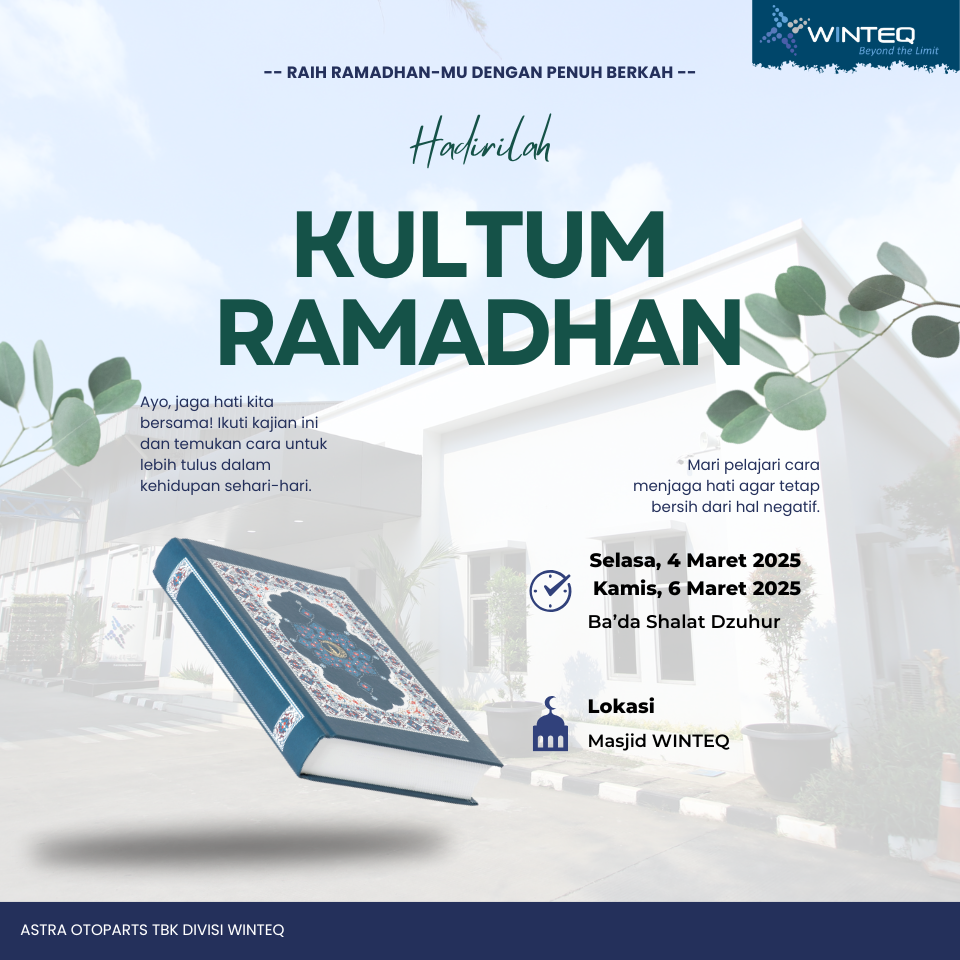 WINTEQ
Beyond the Limit
-- RAIH RAMADHAN-MU DENGAN PENUH BERKAH --
Hadirilah
KULTUM
RAMADHAN
Ayo, jaga hati kita
bersama! Ikuti kajian ini
dan temukan cara untuk
lebih tulus dalam
kehidupan sehari-hari.
Mari pelajari cara
menjaga hati agar tetap
bersih dari hal negatif.
Selasa, 4 Maret 2025
Kamis, 6 Maret 2025
Ba’da Shalat Dzuhur
Lokasi
Masjid WINTEQ
ASTRA OTOPARTS TBK DIVISI WINTEQ